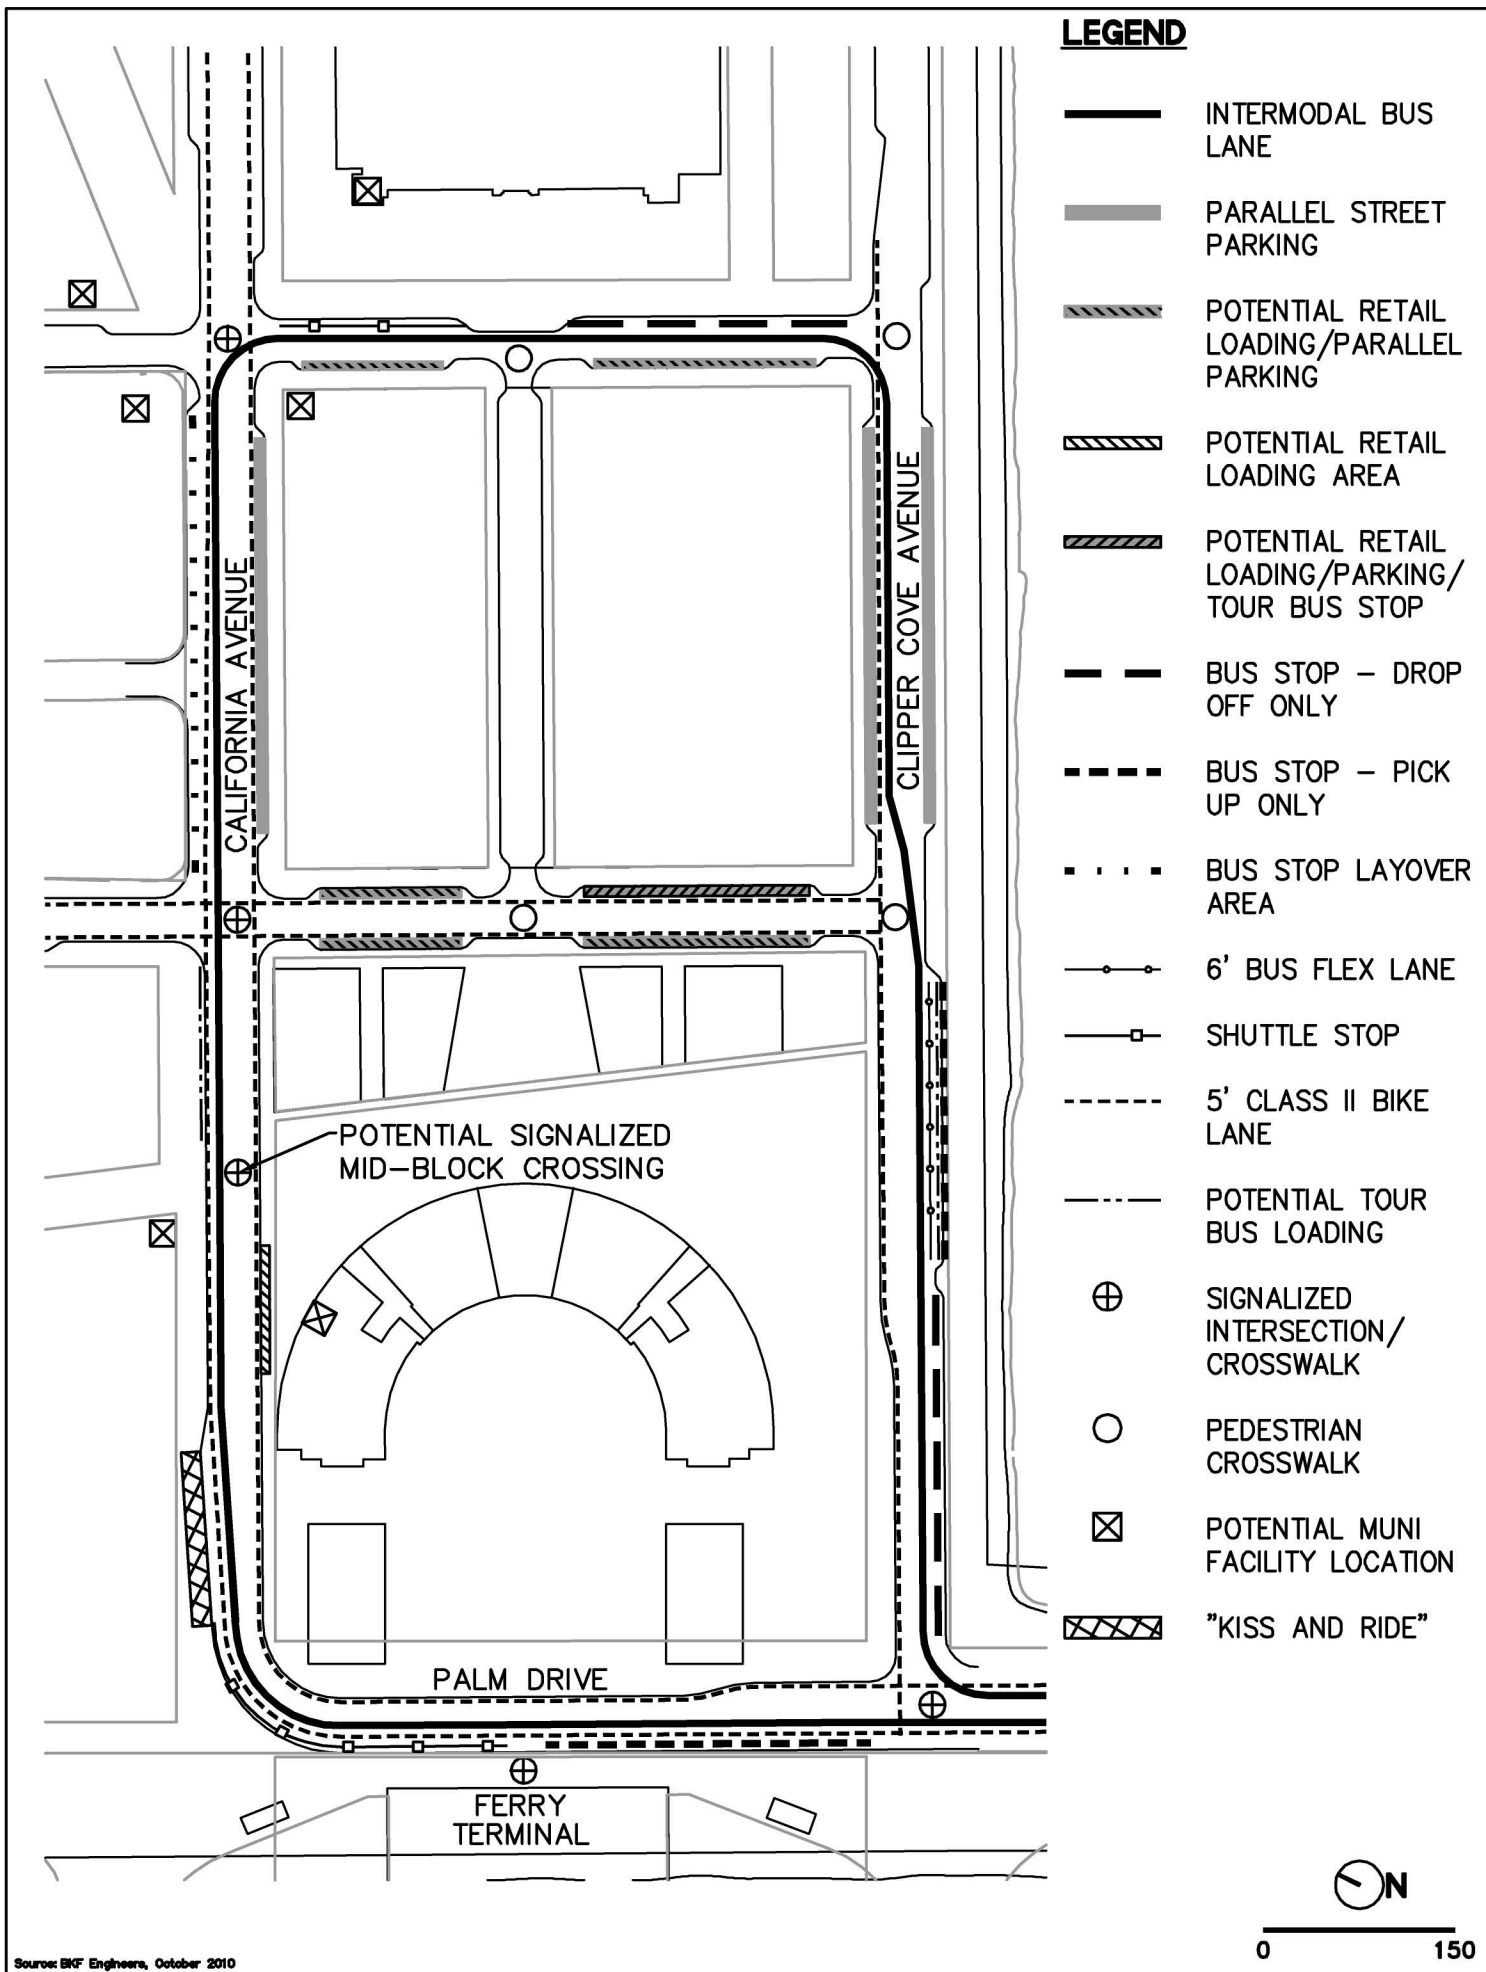 LEGEND
INTERMODAL BUS
LANE
PARALLEL STREET
PARKING
POTENTIAL RETAIL
LOADING/PARALLEL
PARKING
POTENTIAL RETAIL
LOADING AREA
POTENTIAL RETAIL
LOADING/PARKING/
TOUR BUS STOP
BUS STOP – DROP
OFF ONLY
BUS STOP – PICK
UP ONLY
BUS STOP LAYOVER
AREA
6' BUS FLEX LANE
SHUTTLE STOP
5' CLASS II BIKE
LANE
POTENTIAL TOUR
BUS LOADING
SIGNALIZED
INTERSECTION/
CROSSWALK
PEDESTRIAN
CROSSWALK
POTENTIAL MUNI
FACILITY LOCATION
"KISS AND RIDE"
CALIFORNIA AVENUE
CLIPPER COVE AVENUE
POTENTIAL SIGNALIZED
MID–BLOCK CROSSING
PALM DRIVE
FERRY
TERMINAL
N
0 150
Source: BKF Engineers, October 2010